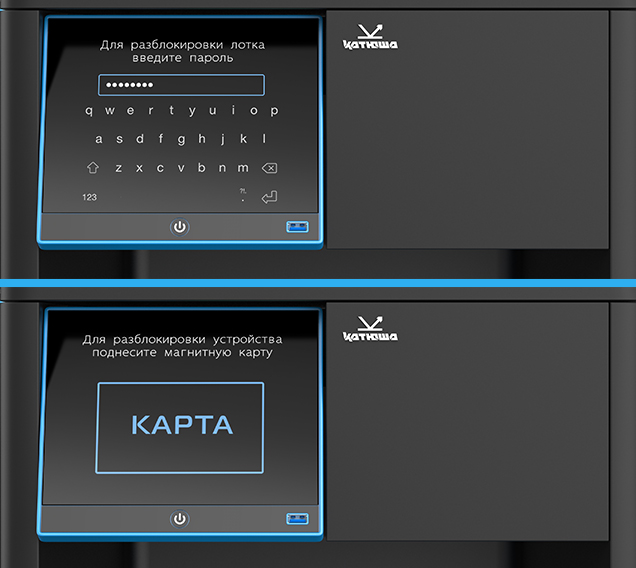 Для разблокировки лотка
введите пароль
••••••••
q w e r t y u i o p
a s d f g h j k l
z x c v b n m
123 ?!. .
Катюша
Для разблокировки устройства
поднесите магнитную карту
КАРТА
Катюша